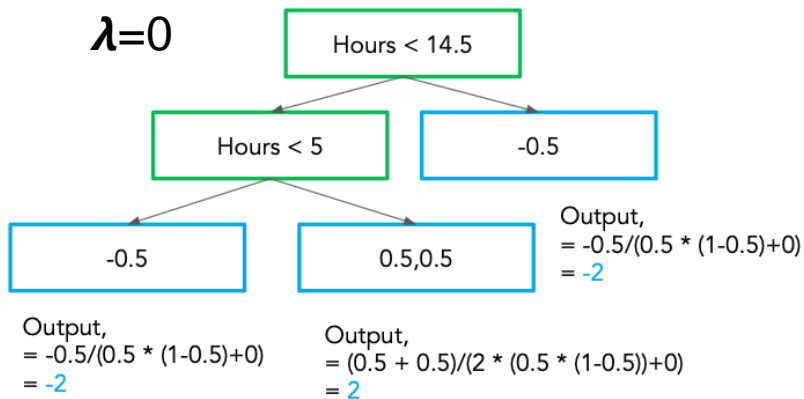 λ=0
Hours < 14.5
Hours < 5
-0.5
-0.5
0.5,0.5
Output,
= -0.5/(0.5 * (1-0.5)+0)
= -2
Output,
= -0.5/(0.5 * (1-0.5)+0)
= -2
Output,
= (0.5 + 0.5)/(2 * (0.5 * (1-0.5))+0)
= 2